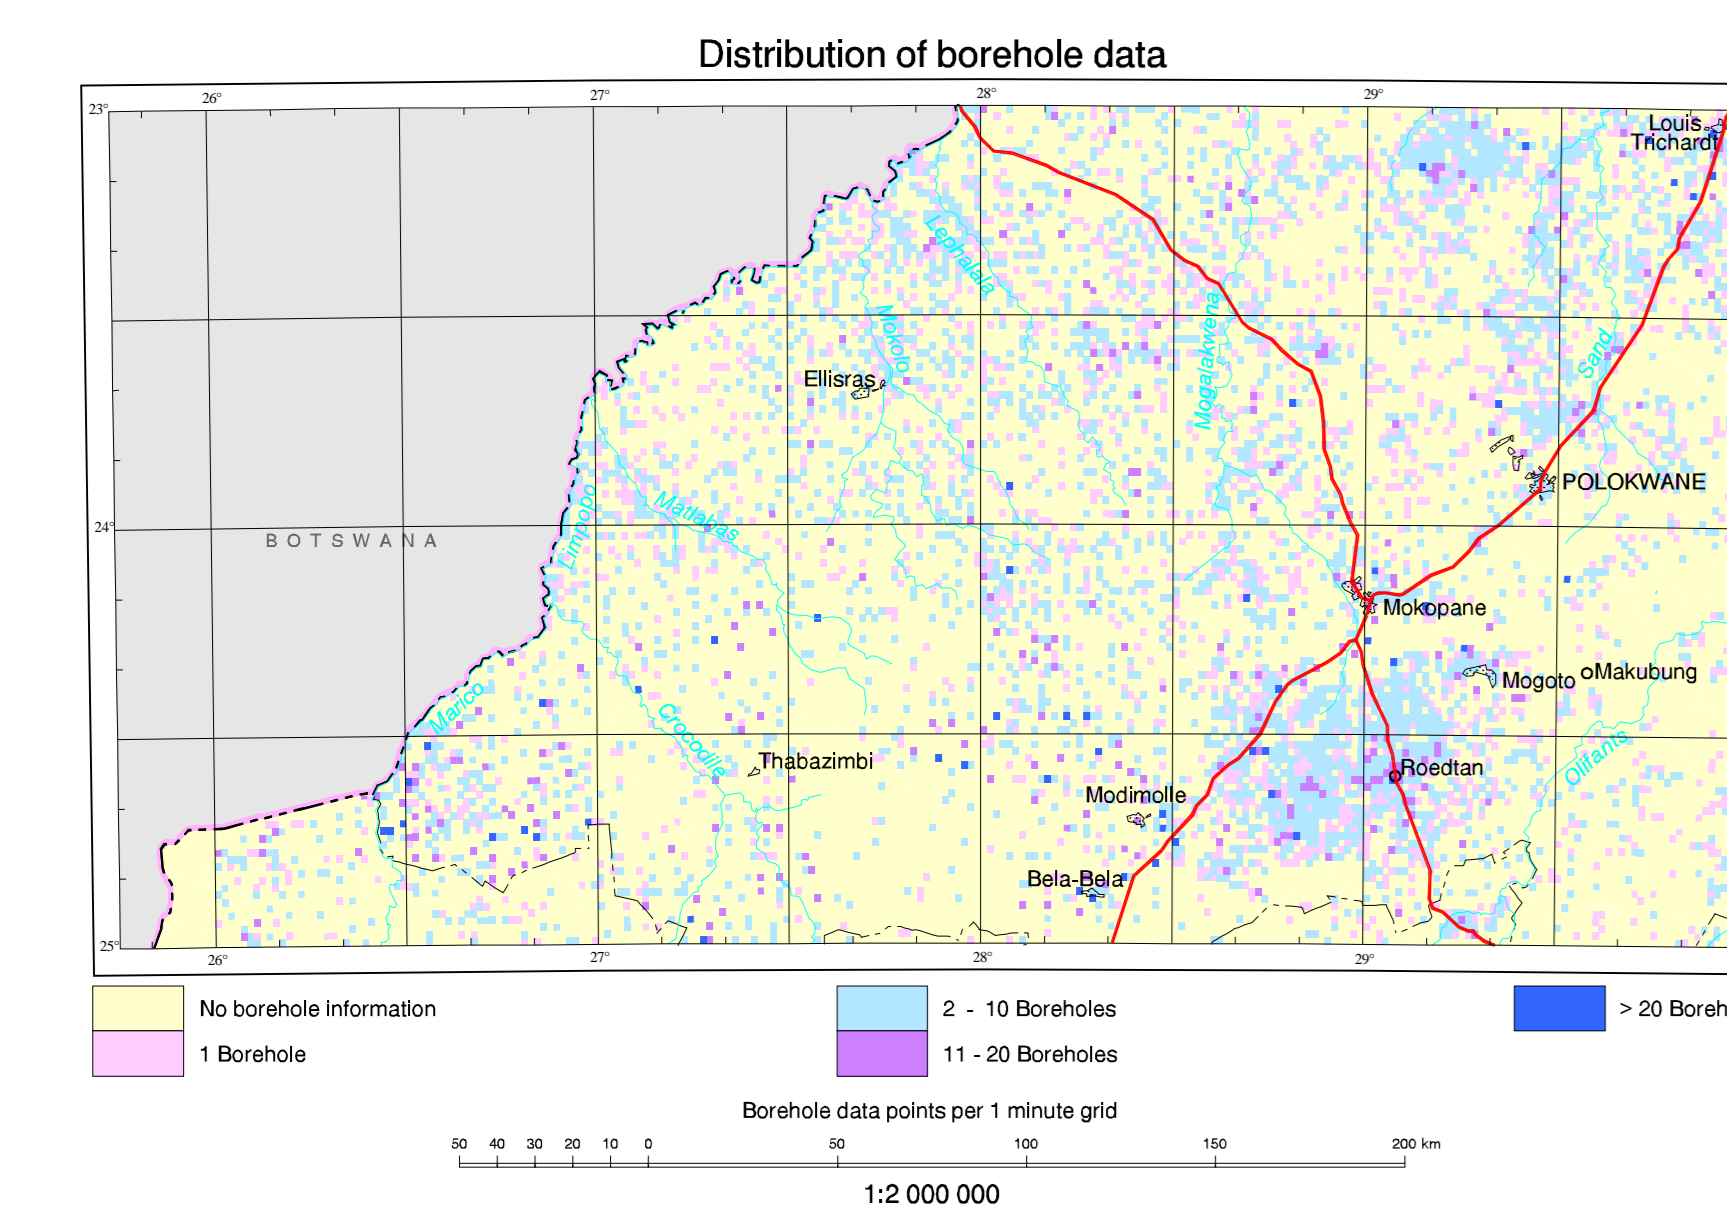 Distribution of borehole data
26° 27° 28° 29°
23°
Louis
Trichardt
Lephalala
Mokolo
Mogalakwena
Sand
Ellisras
POLOKWANE
Matlabas
Limpopo
24°
BOTSWANA
Mokopane
Mogoto
Makubung
Marico
Crocodile
Olifants
Thabazimbi
Roedtan
Modimolle
Bela-Bela
25°
26° 27° 28° 29°
No borehole information
2 - 10 Boreholes
> 20 Boreh
1 Borehole
11 - 20 Boreholes
Borehole data points per 1 minute grid
50 40 30 20 10 0 50 100 150 200 km
1:2 000 000